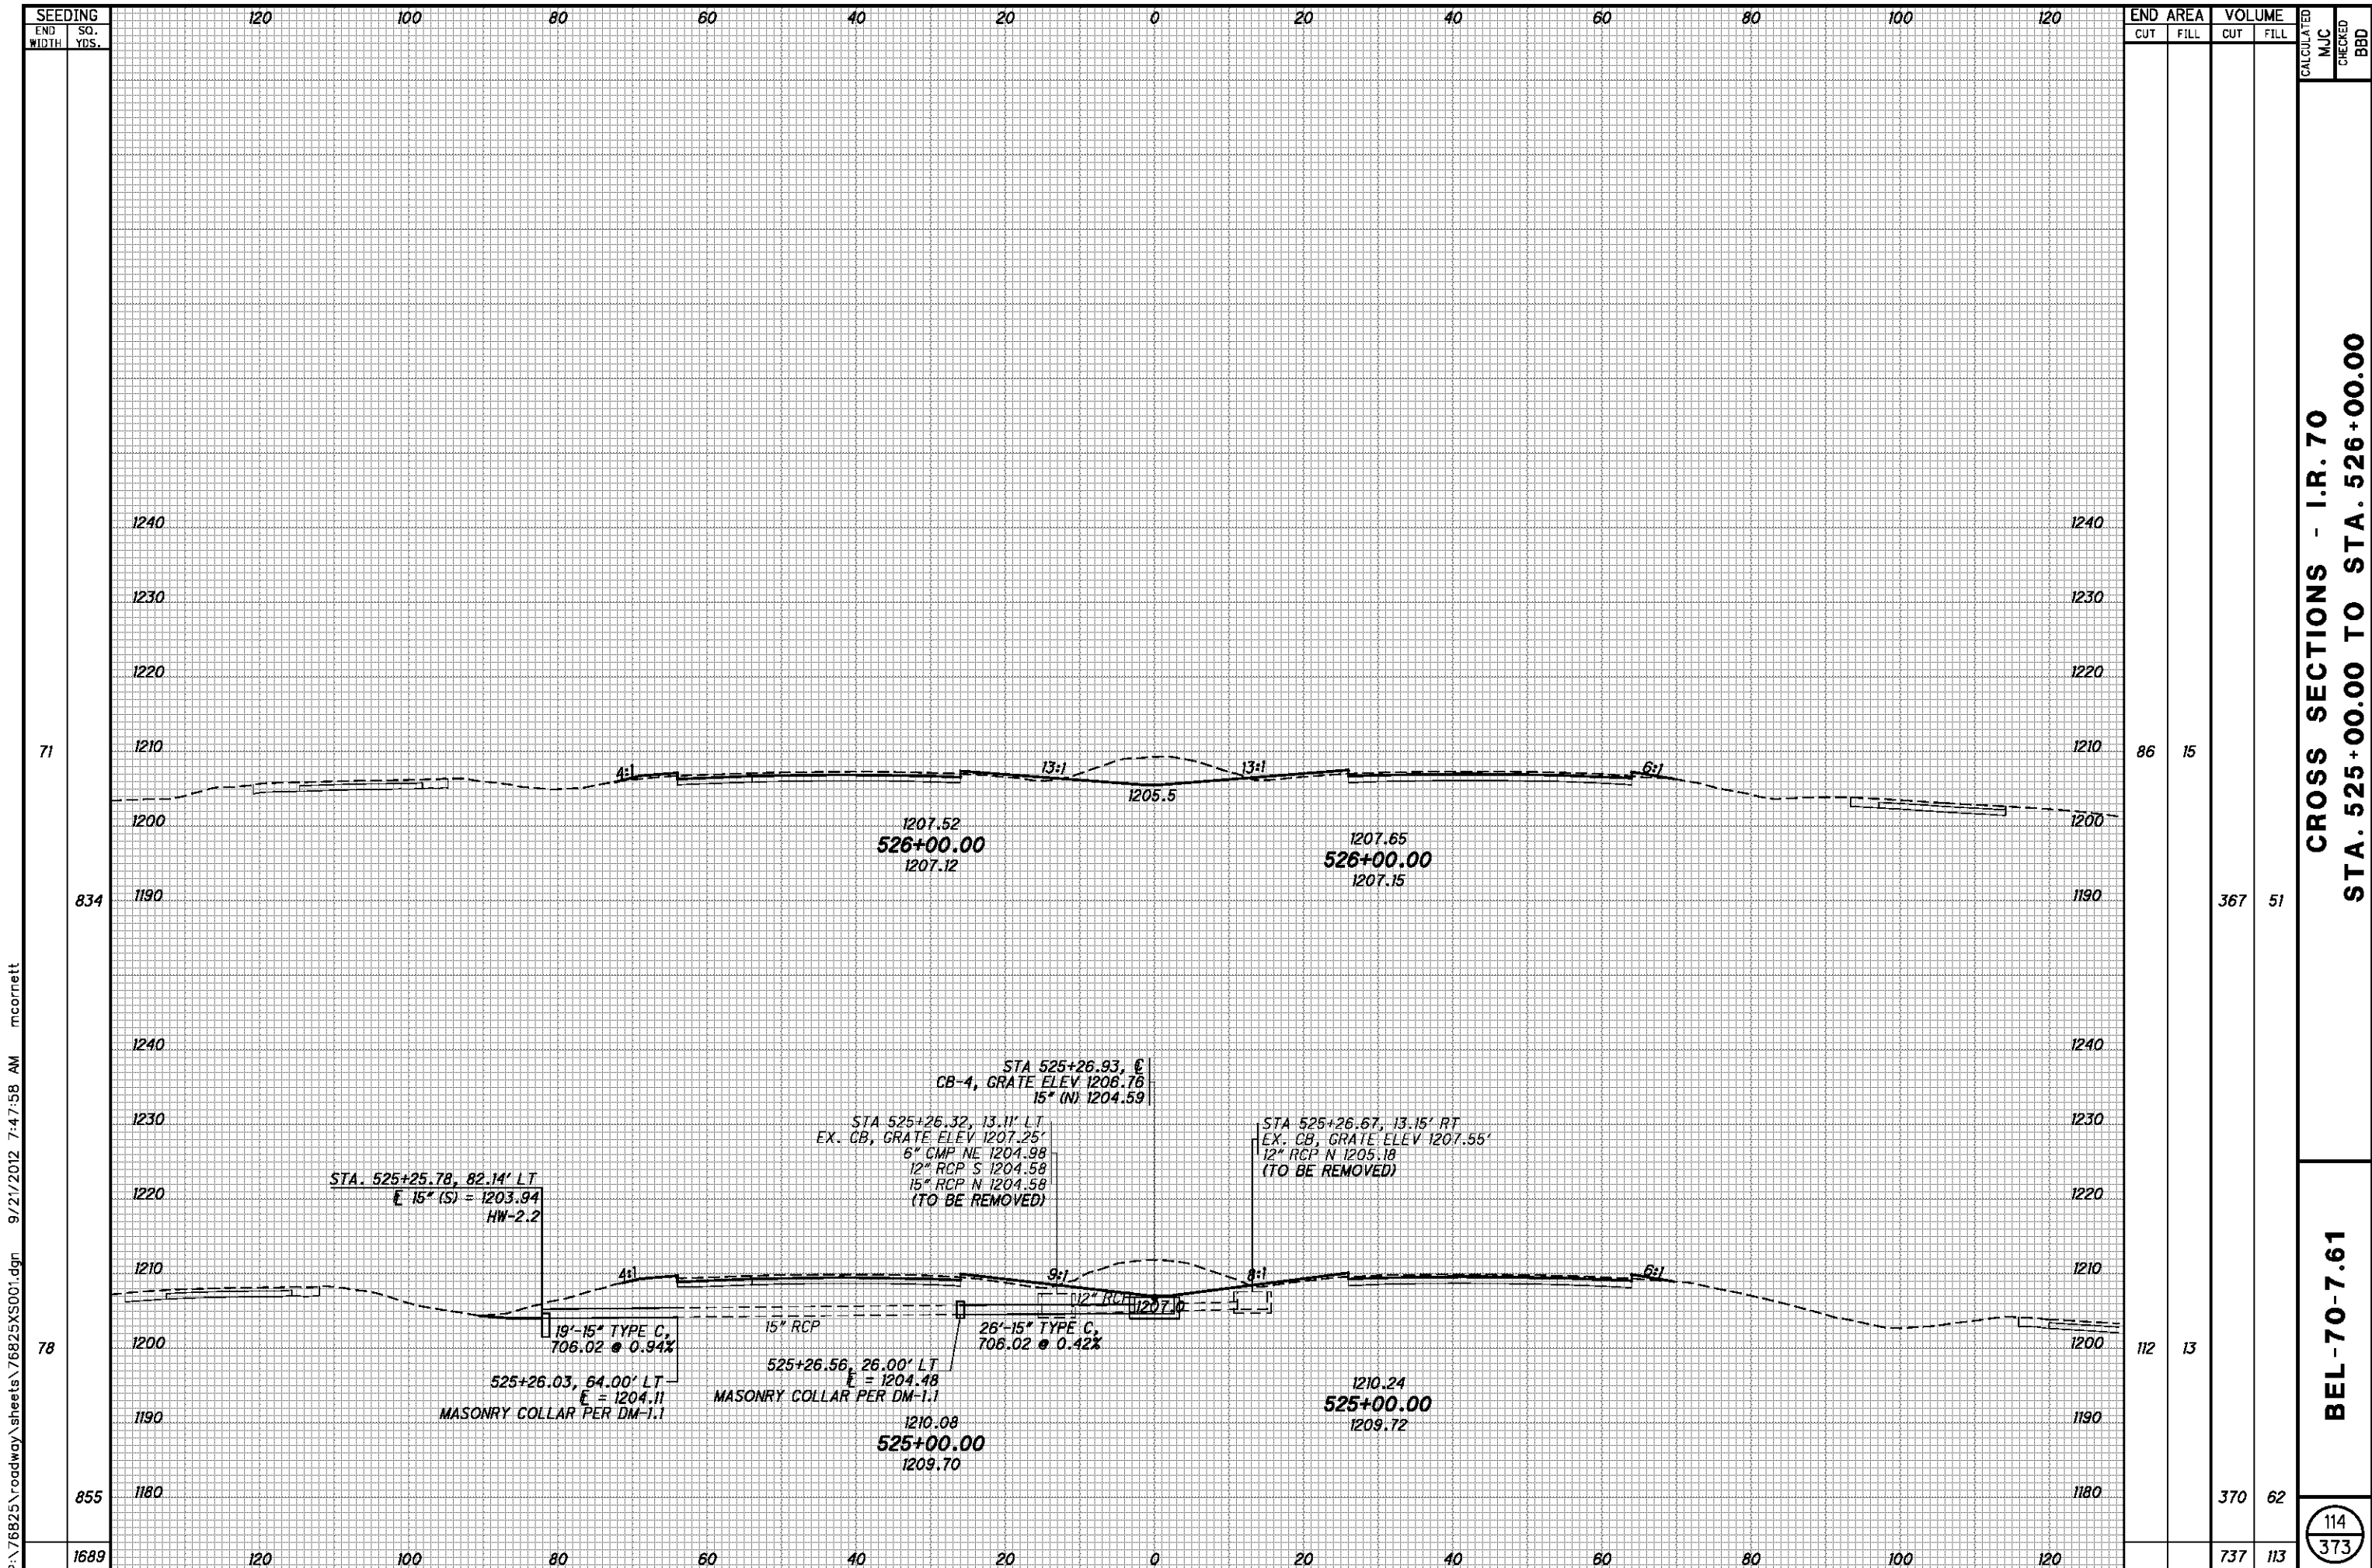 SEEDING
END WIDTH
SQ. YDS.
120 100 80 60 40 20 0 20 40 60 80 100 120
END AREA
VOLUME
CUT FILL CUT FILL
CALCULATED
MJC
CHECKED
BBD
1240 1240
1230 1230
1220 1220
71 1210 1210 86 15
4:1 13:1 13:1 6:1
1205.5
1200 1200
1207.52
526+00.00
1207.12
1207.65
526+00.00
1207.15
834 1190 1190 367 51
1240 1240
STA 525+26.93, ℄
CB-4, GRATE ELEV 1206.76
15" (N) 1204.59
1230 1230
STA 525+26.32, 13.11' LT
EX. CB, GRATE ELEV 1207.25'
6" CMP NE 1204.98
12" RCP S 1204.58
15" RCP N 1204.58
(TO BE REMOVED)
STA 525+26.67, 13.15' RT
EX. CB, GRATE ELEV 1207.55'
12" RCP N 1205.18
(TO BE REMOVED)
STA. 525+25.78, 82.14' LT
15" (S) = 1203.94
HW-2.2
1220 1220
1210 1210
4:1 9:1 8:1 6:1
12" RCP
1207.0
15" RCP
19'-15" TYPE C,
706.02 @ 0.94%
26'-15" TYPE C,
706.02 @ 0.42%
78 1200 1200 112 13
525+26.56, 26.00' LT
= 1204.48
MASONRY COLLAR PER DM-1.1
525+26.03, 64.00' LT
= 1204.11
MASONRY COLLAR PER DM-1.1
1190 1190
1210.08
525+00.00
1209.70
1210.24
525+00.00
1209.72
855 1180 1180 370 62
1689 120 100 80 60 40 20 0 20 40 60 80 100 120 737 113
CROSS SECTIONS - I.R. 70
STA. 525+00.00 TO STA. 526+00.00
BEL-70-7.61
114
373
\76825\roadway\sheets\76825XS001.dgn 9/21/2012 7:47:58 AM mcornett